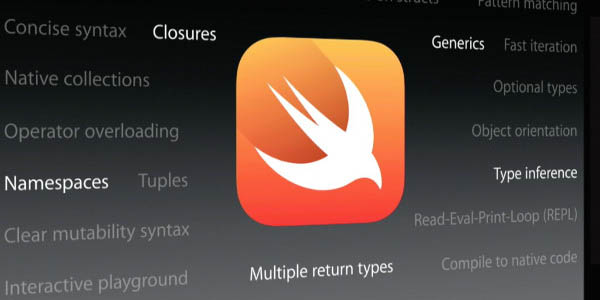 structs
Pattern matching
Concise syntax
Closures
Generics
Fast iteration
Native collections
Optional types
Operator overloading
Object orientation
Namespaces
Tuples
Type inference
Clear mutability syntax
Read-Eval-Print-Loop (REPL)
Interactive playground
Multiple return types
Compile to native code